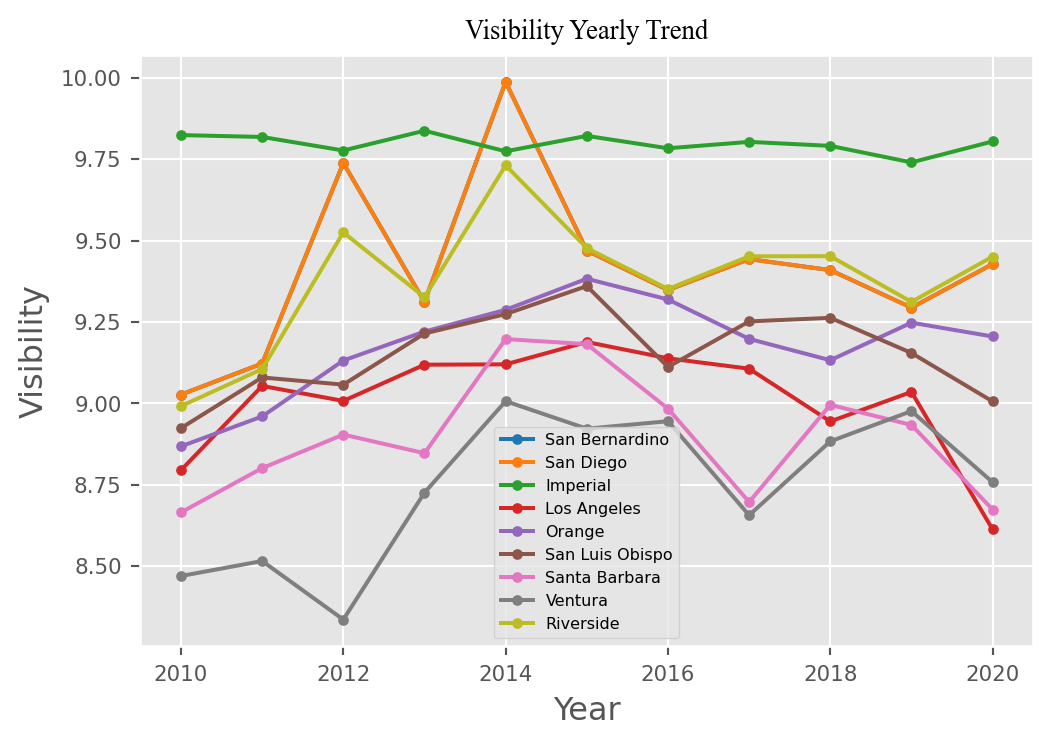 Visibility Yearly Trend
10.00
9.75
9.50
9.25
9.00
8.75
8.50
Visibility
San Bernardino
San Diego
Imperial
Los Angeles
Orange
San Luis Obispo
Santa Barbara
Ventura
Riverside
2010 2012 2014 2016 2018 2020
Year